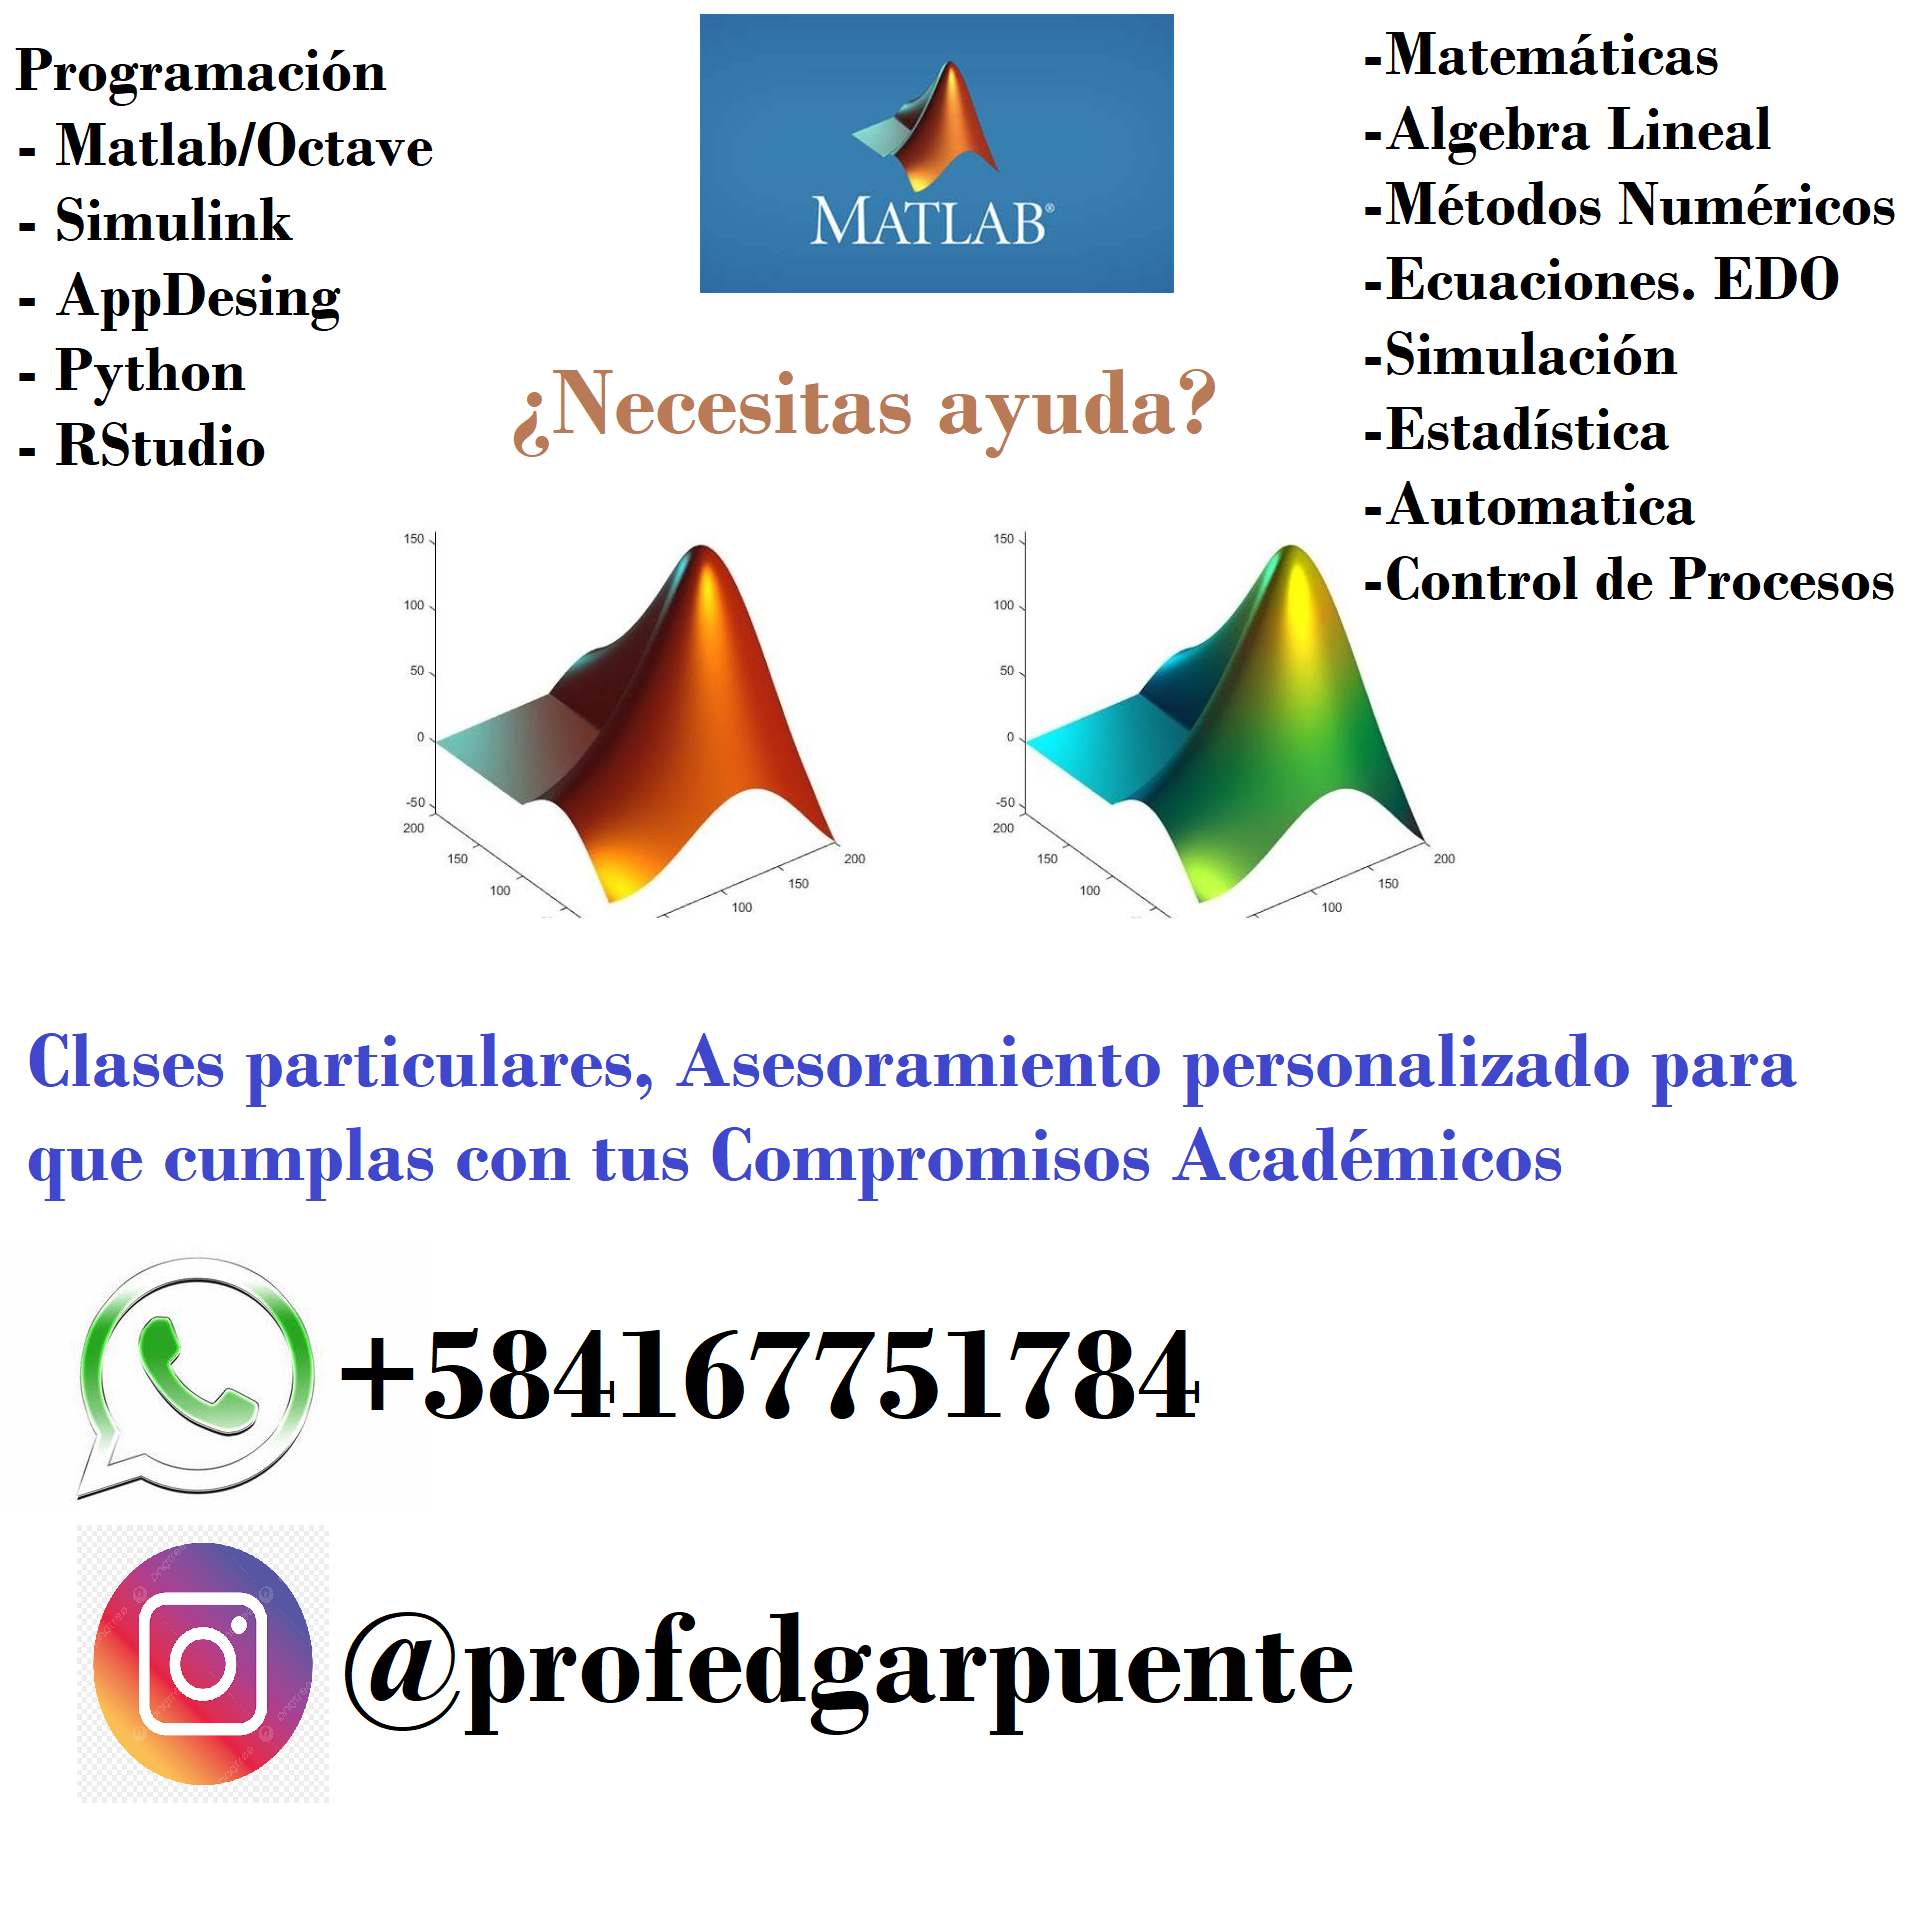 Programación
- Matlab/Octave
- Simulink
- AppDesing
- Python
- RStudio
MATLAB®
-Matemáticas
-Algebra Lineal
-Métodos Numéricos
-Ecuaciones. EDO
-Simulación
-Estadística
-Automatica
-Control de Procesos
¿Necesitas ayuda?
150
100
50
0
-50
200
150
100
100
150
200
150
100
50
0
-50
200
150
100
100
150
200
Clases particulares, Asesoramiento personalizado para
que cumplas con tus Compromisos Académicos
+584167751784
@profedgarpuente